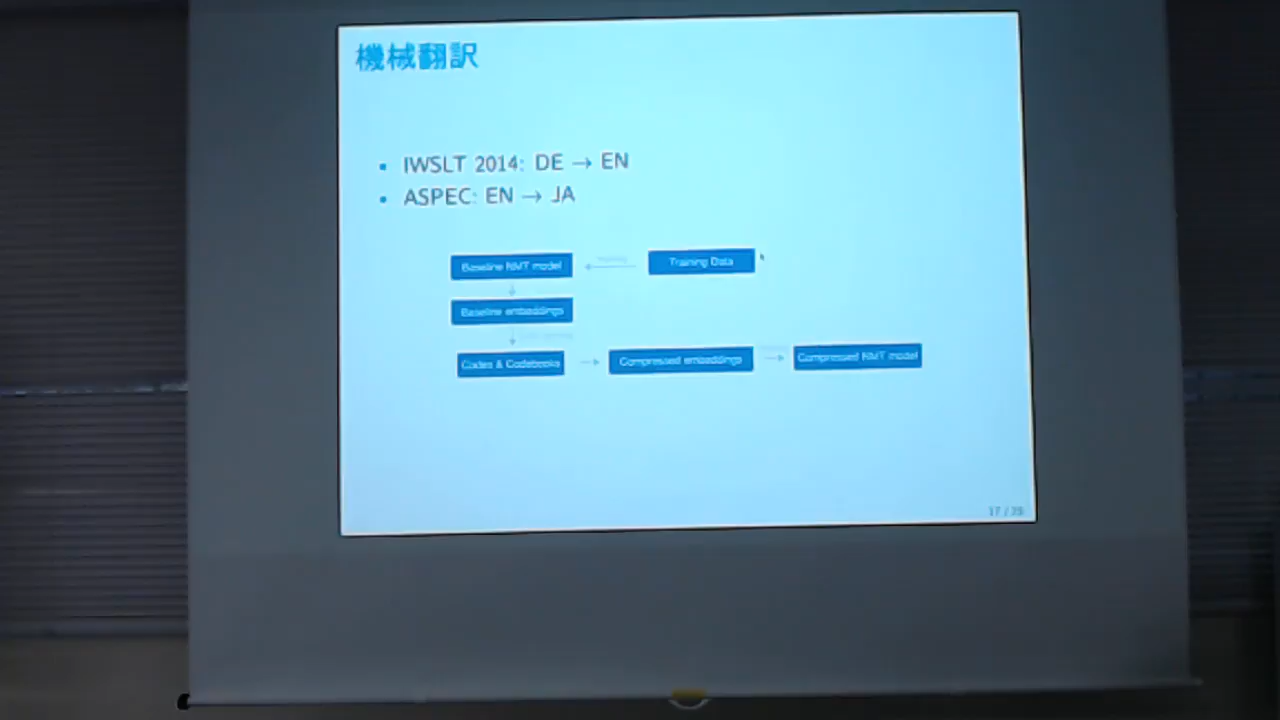 機械翻訳
• IWSLT 2014: DE → EN
• ASPEC: EN → JA
Baseline NMT model
Training Data
Baseline embeddings
Codes & Codebooks
Compressed embeddings
Compressed NMT model